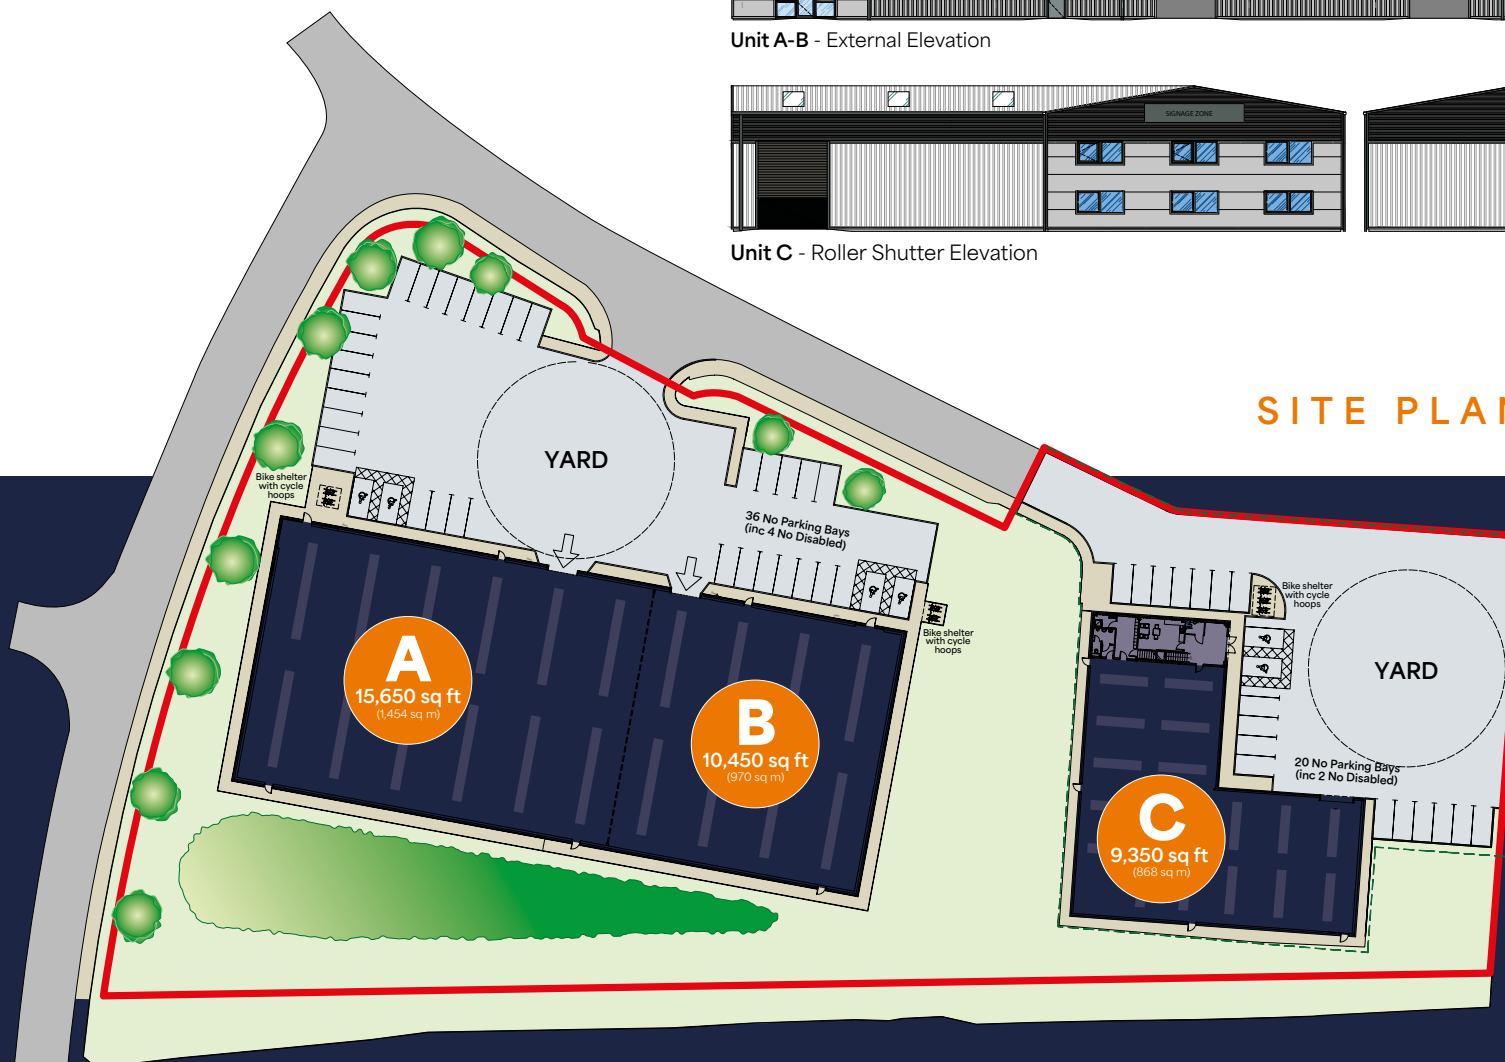 Unit A-B - External Elevation
SIGNAGE ZONE
Unit C - Roller Shutter Elevation
SITE PLAN
YARD
Bike shelter
with cycle
hoops
36 No Parking Bays
(inc 4 No Disabled)
Bike shelter
with cycle
hoops
Bike shelter
with cycle
hoops
YARD
A
15,650 sq ft
(1,454 sq m)
B
10,450 sq ft
(970 sq m)
20 No Parking Bays
(inc 2 No Disabled)
C
9,350 sq ft
(868 sq m)